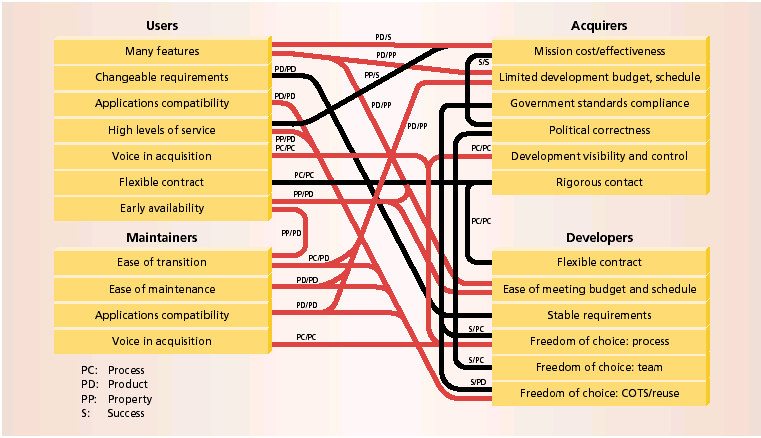 Users
Many features
Changeable requirements
Applications compatibility
High levels of service
Voice in acquisition
Flexible contract
Early availability
Maintainers
Ease of transition
Ease of maintenance
Applications compatibility
Voice in acquisition
PC: Process
PD: Product
PP: Property
S: Success
PD/S
PD/PP
PD/PD
PP/S
PD/PD
PD/PP
PD/PP
PP/PD
PC/PC
PC/PC
PP/PD
PP/PD
PC/PD
PD/PD
PD/PD
PC/PC
S/S
PC/PC
PC/PC
S/PC
S/PC
S/PD
Acquirers
Mission cost/effectiveness
Limited development budget, schedule
Government standards compliance
Political correctness
Development visibility and control
Rigorous contact
Developers
Flexible contract
Ease of meeting budget and schedule
Stable requirements
Freedom of choice: process
Freedom of choice: team
Freedom of choice: COTS/reuse